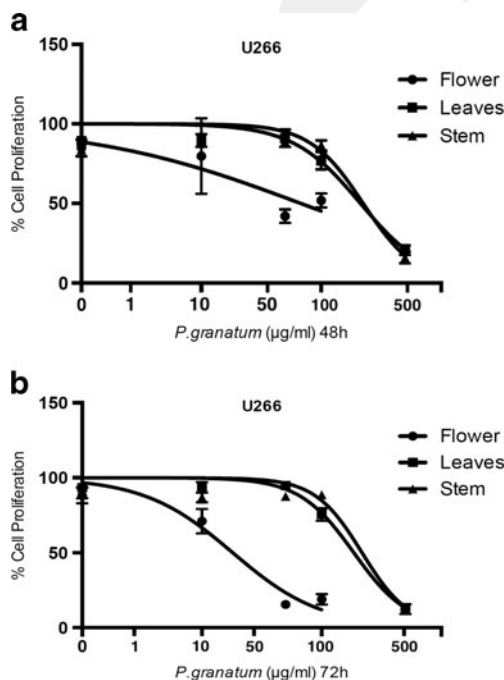 a
U266
150
100
50
0
% Cell Proliferation
Flower
Leaves
Stem
0 1 10 50 100 500
P.granatum (µg/ml) 48h
b
U266
150
100
50
0
% Cell Proliferation
Flower
Leaves
Stem
0 1 10 50 100 500
P.granatum (µg/ml) 72h